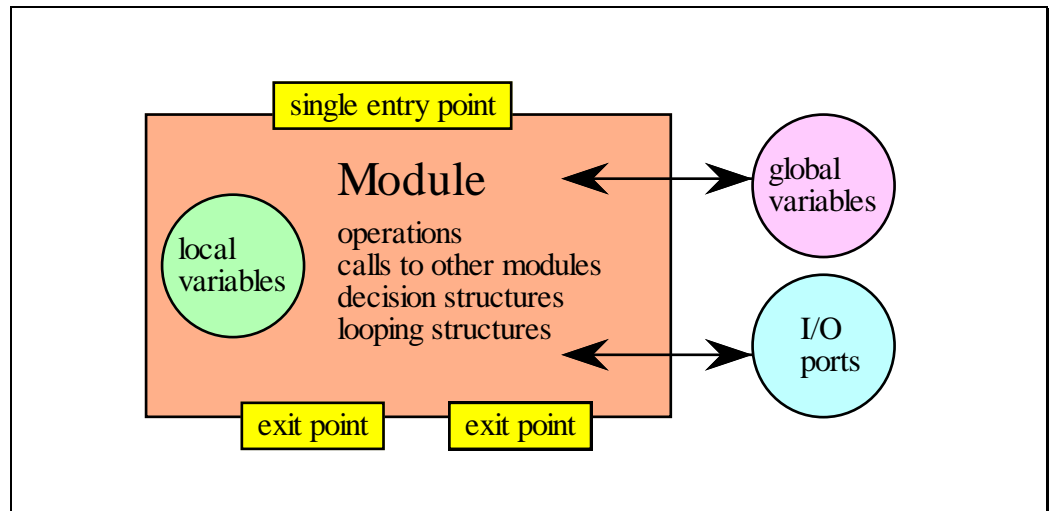 single entry point
Module
operations
calls to other modules
decision structures
looping structures
local
variables
global
variables
I/O
ports
exit point
exit point